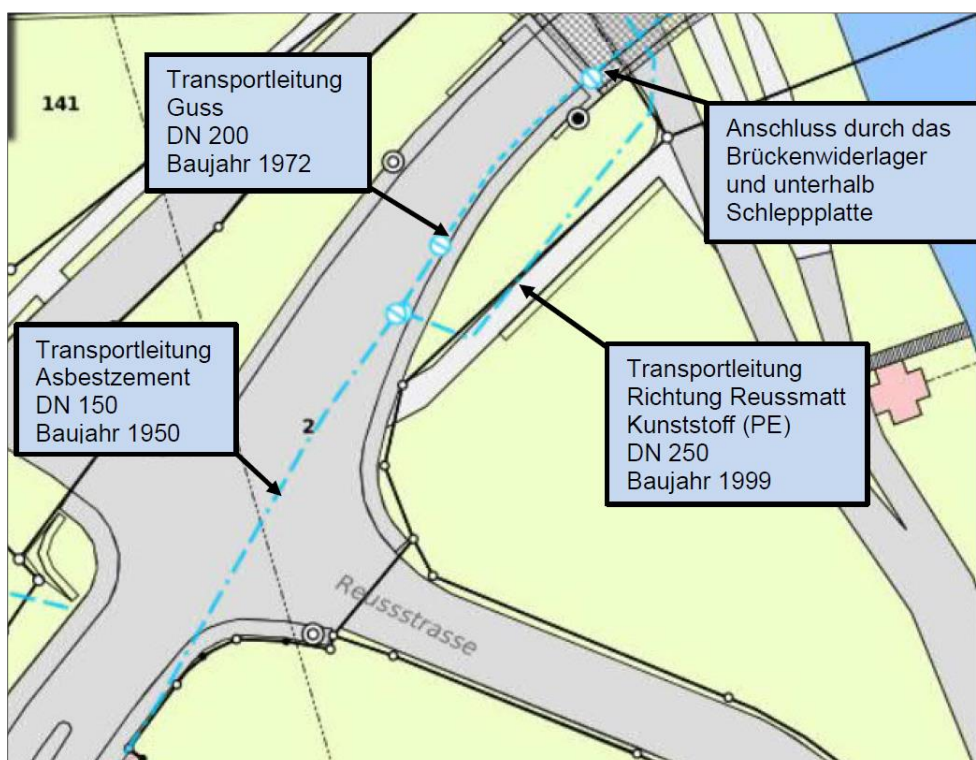 Transportleitung
Guss
DN 200
Baujahr 1972
141
Anschluss durch das
Brückenwiderlager
und unterhalb
Schleppplatte
Transportleitung
Asbestzement
DN 150
Baujahr 1950
2
Transportleitung
Richtung Reussmatt
Kunststoff (PE)
DN 250
Baujahr 1999
Reussstrasse